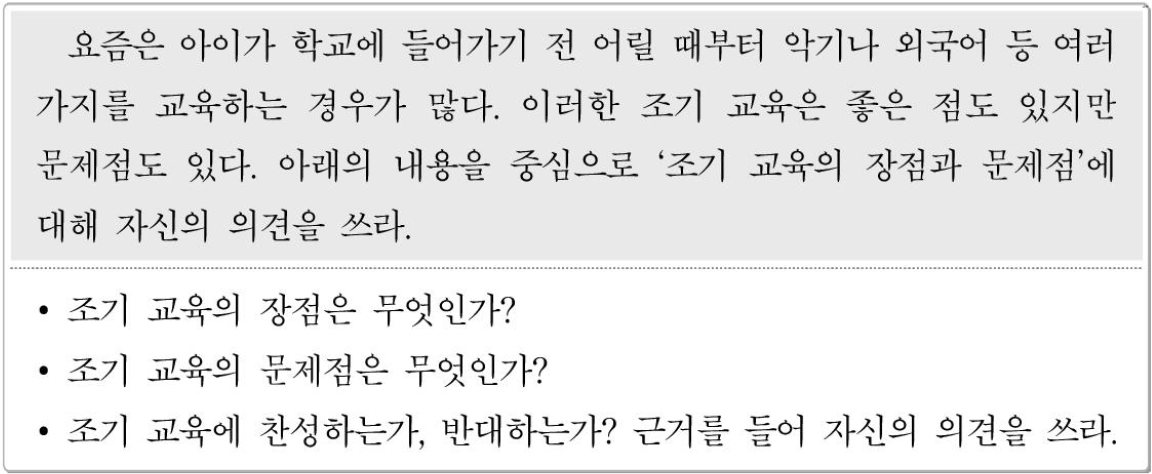 요즘은 아이가 학교에 들어가기 전 어릴 때부터 악기나 외국어 등 여러
가지를 교육하는 경우가 많다. 이러한 조기 교육은 좋은 점도 있지만
문제점도 있다. 아래의 내용을 중심으로 ‘조기 교육의 장점과 문제점’에
대해 자신의 의견을 쓰라.
• 조기 교육의 장점은 무엇인가?
• 조기 교육의 문제점은 무엇인가?
• 조기 교육에 찬성하는가, 반대하는가? 근거를 들어 자신의 의견을 쓰라.